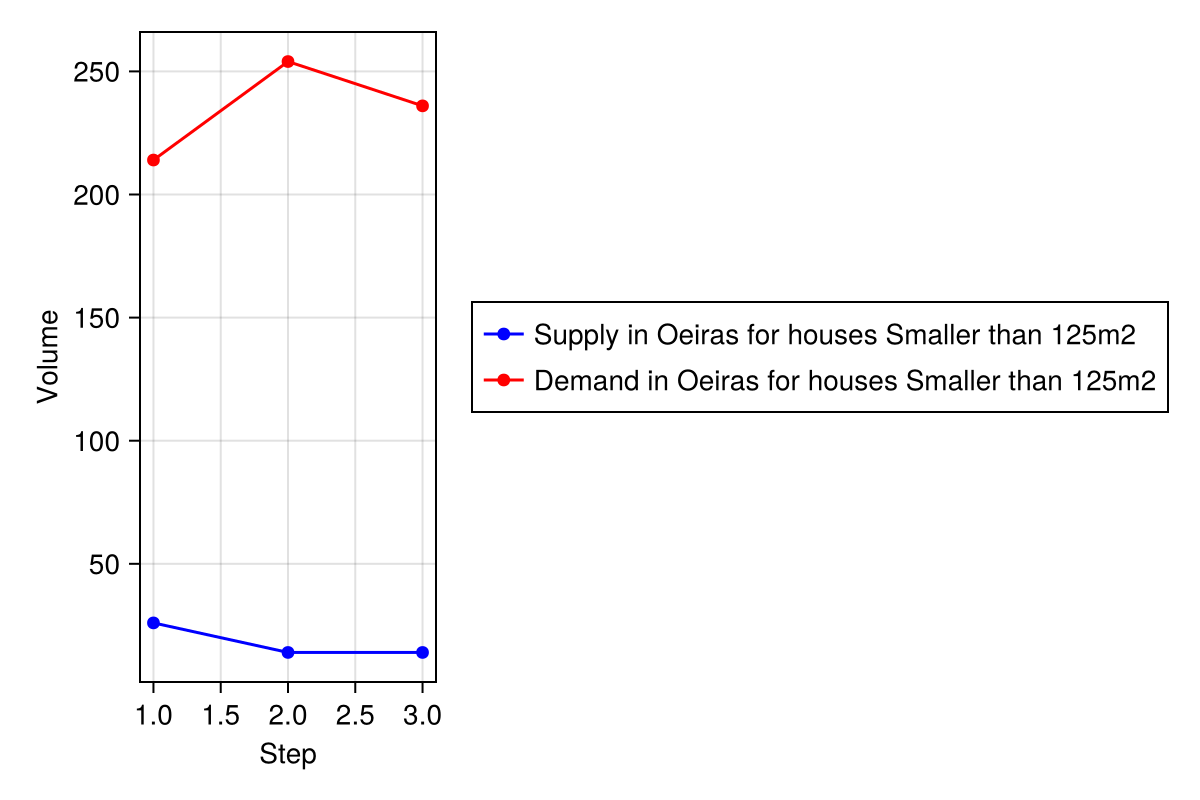 250
200
150
100
50
Volume
1.0 1.5 2.0 2.5 3.0
Step
Supply in Oeiras for houses Smaller than 125m2
Demand in Oeiras for houses Smaller than 125m2